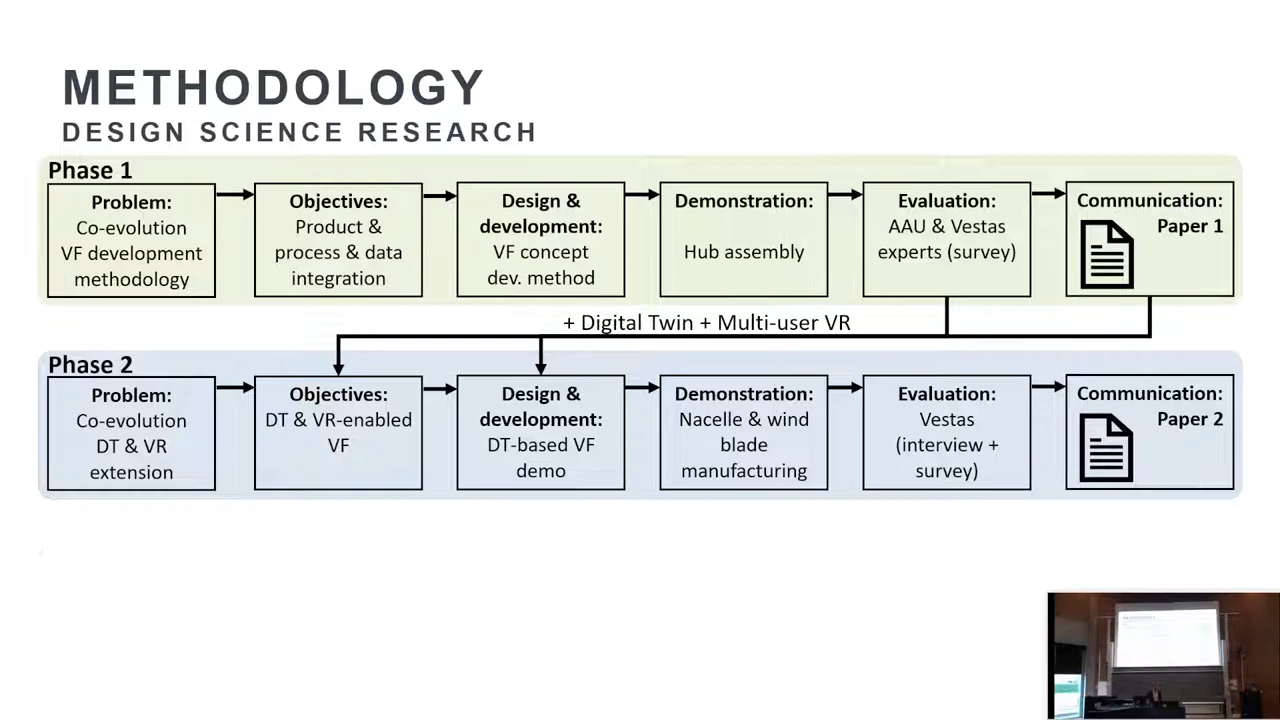 METHODOLOGY
DESIGN SCIENCE RESEARCH
Phase 1
Problem:
Co-evolution
VF development
methodology
Objectives:
Product &
process & data
integration
Design &
development:
VF concept
dev. method
Demonstration:
Hub assembly
Evaluation:
AAU & Vestas
experts (survey)
Communication:
Paper 1
+ Digital Twin + Multi-user VR
Phase 2
Problem:
Co-evolution
DT & VR
extension
Objectives:
DT & VR-enabled
VF
Design &
development:
DT-based VF
demo
Demonstration:
Nacelle & wind
blade
manufacturing
Evaluation:
Vestas
(interview +
survey)
Communication:
Paper 2